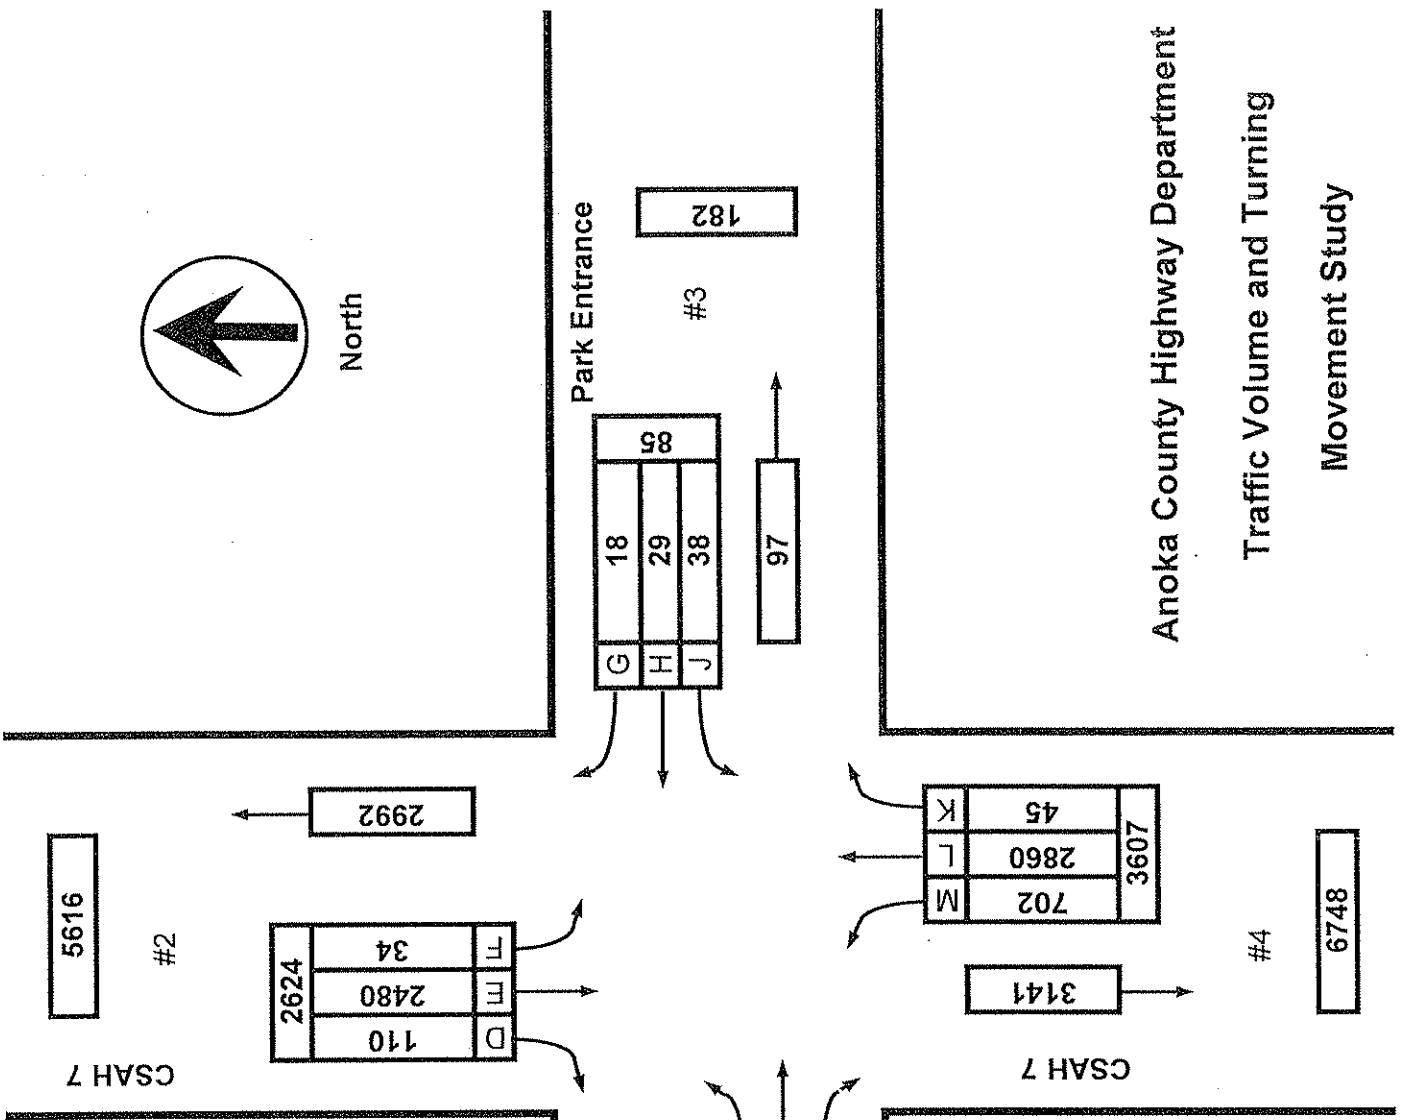 North
Park Entrance
#3
182
85
G 18
H 29
J 38
97
Anoka County Highway Department
Traffic Volume and Turning
Movement Study
5616
#2
CSAH 7
2992
2624
110 2480 34
D E F
K L M
45 2860 702
3607
3141
#4
6748
CSAH 7